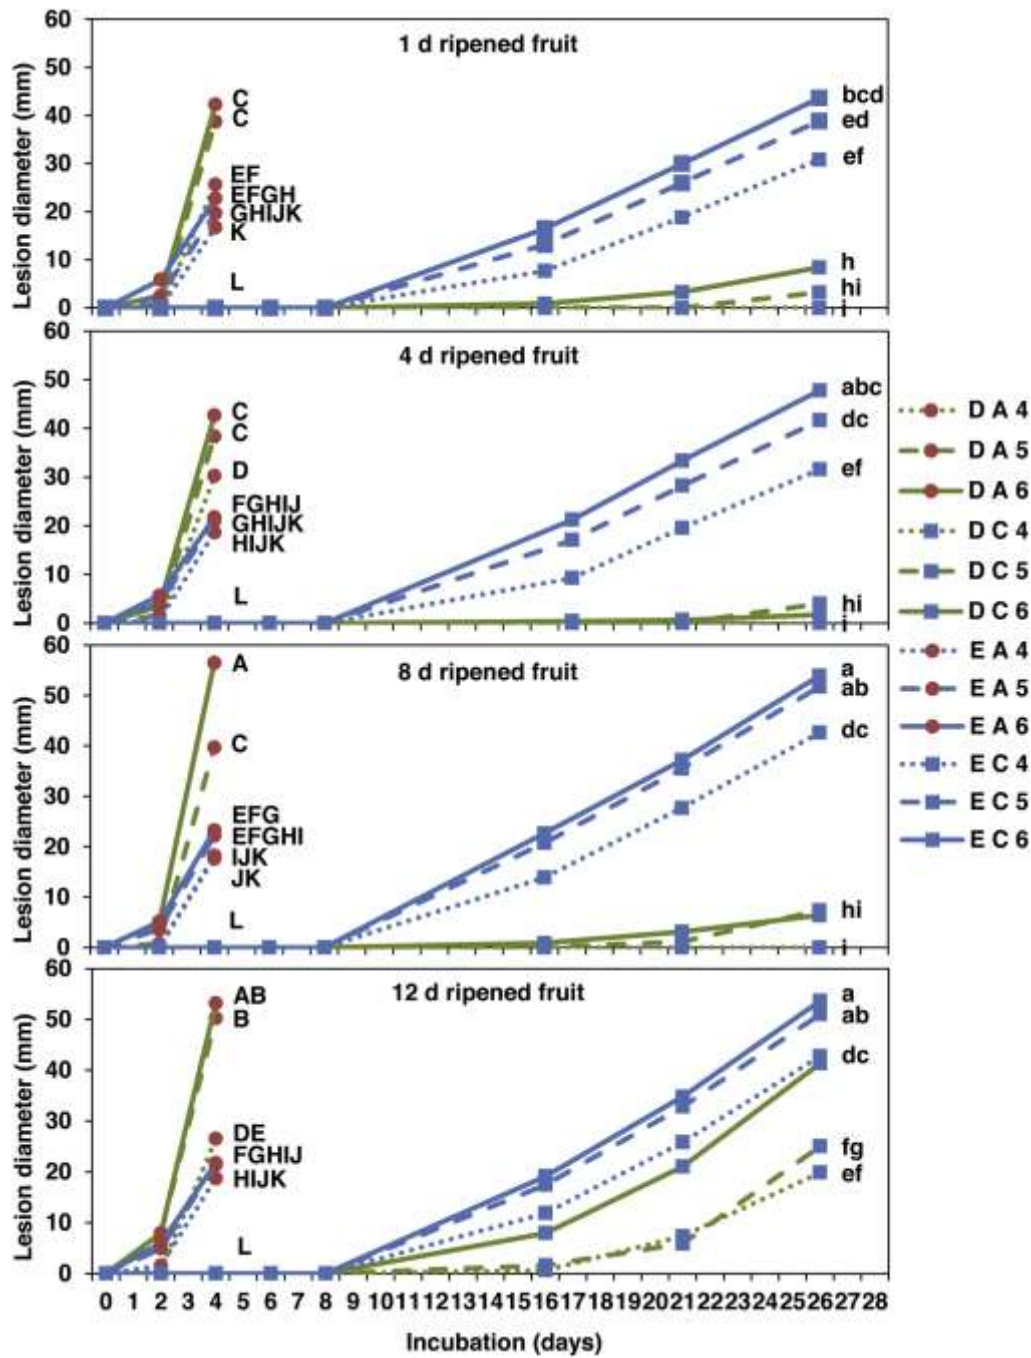 60
1 d ripened fruit
50
40
30
20
10
0
Lesion diameter (mm)
C
C
EF
EFGH
GHIJK
K
L
bcd
ed
ef
h
hi
i
60
4 d ripened fruit
50
40
30
20
10
0
Lesion diameter (mm)
C
C
D
FGHIJ
GHIJK
HIJK
L
abc
dc
ef
hi
i
60
8 d ripened fruit
50
40
30
20
10
0
Lesion diameter (mm)
A
C
EFG
EFGHI
IJK
JK
L
a
ab
dc
hi
i
60
12 d ripened fruit
50
40
30
20
10
0
Lesion diameter (mm)
AB
B
DE
FGHIJ
HIJK
L
a
ab
dc
fg
ef
0 1 2 3 4 5 6 7 8 9 10 11 12 13 14 15 16 17 20 21 22 23 24 25 26 27 28
Incubation (days)
D A 4
D A 5
D A 6
D C 4
D C 5
D C 6
E A 4
E A 5
E A 6
E C 4
E C 5
E C 6